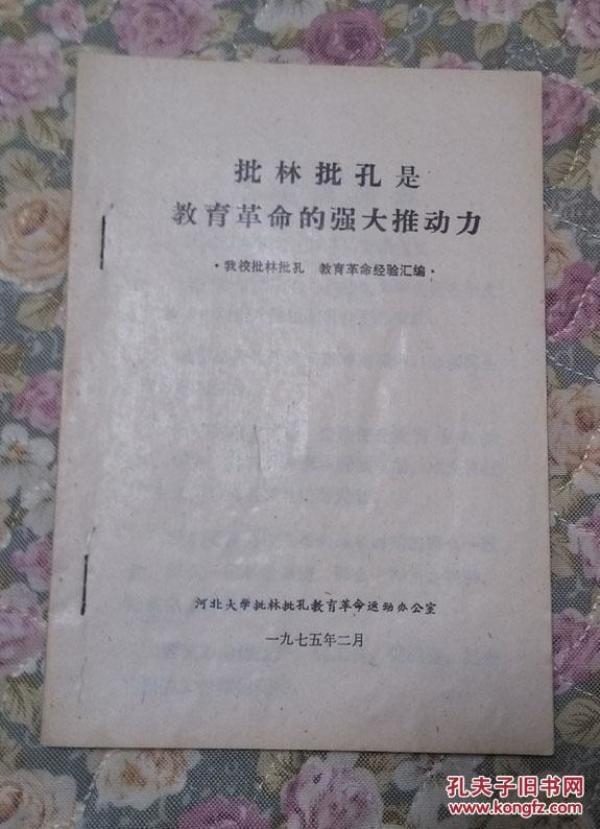 批林批孔是
教育革命的强大推动力
·我校批林批孔 教育革命经验汇编·
河北大学批林批孔教育革命运动办公室
一九七五年二月
孔夫子旧书网
www.kongfz.com